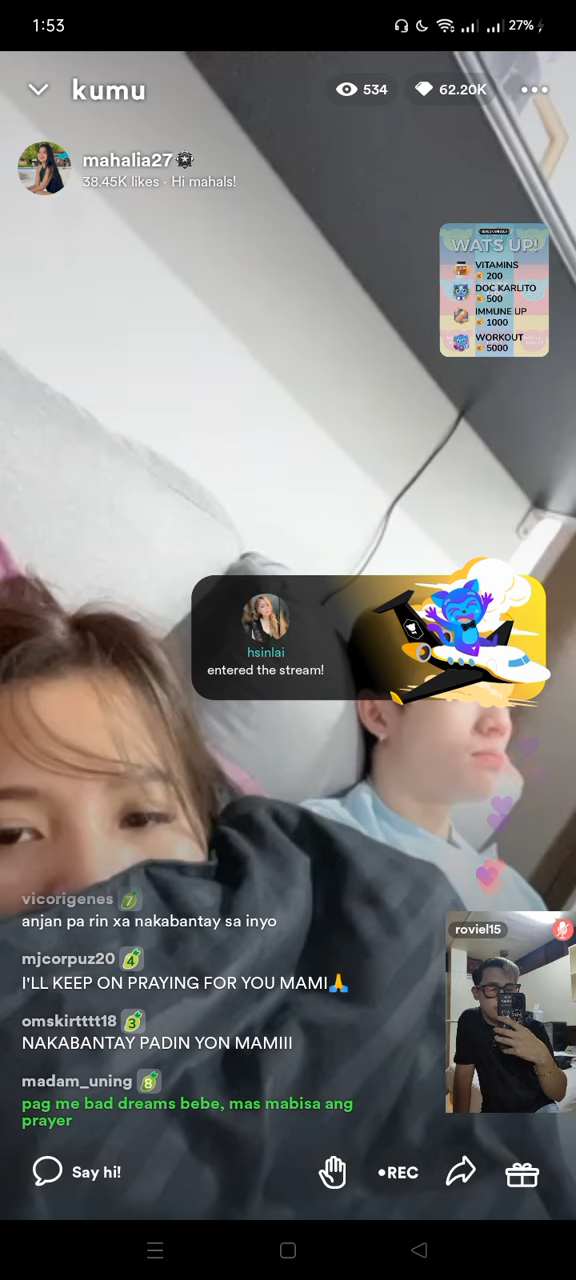 1:53
27%
kumu
534
62.20K
mahalia27
38.45K likes · Hi mahals!
WATS UP!
VITAMINS
200
DOC KARLITO
500
IMMUNE UP
1000
WORKOUT
5000
hsinlai
entered the stream!
vicorigenes 7
anjan pa rin xa nakabantay sa inyo
roviel15
mjcorpuz20 4
I'LL KEEP ON PRAYING FOR YOU MAMI🙏
omskirtttt18 3
NAKABANTAY PADIN YON MAMIII
madam_uning 8
pag me bad dreams bebe, mas mabisa ang
prayer
Say hi!
•REC